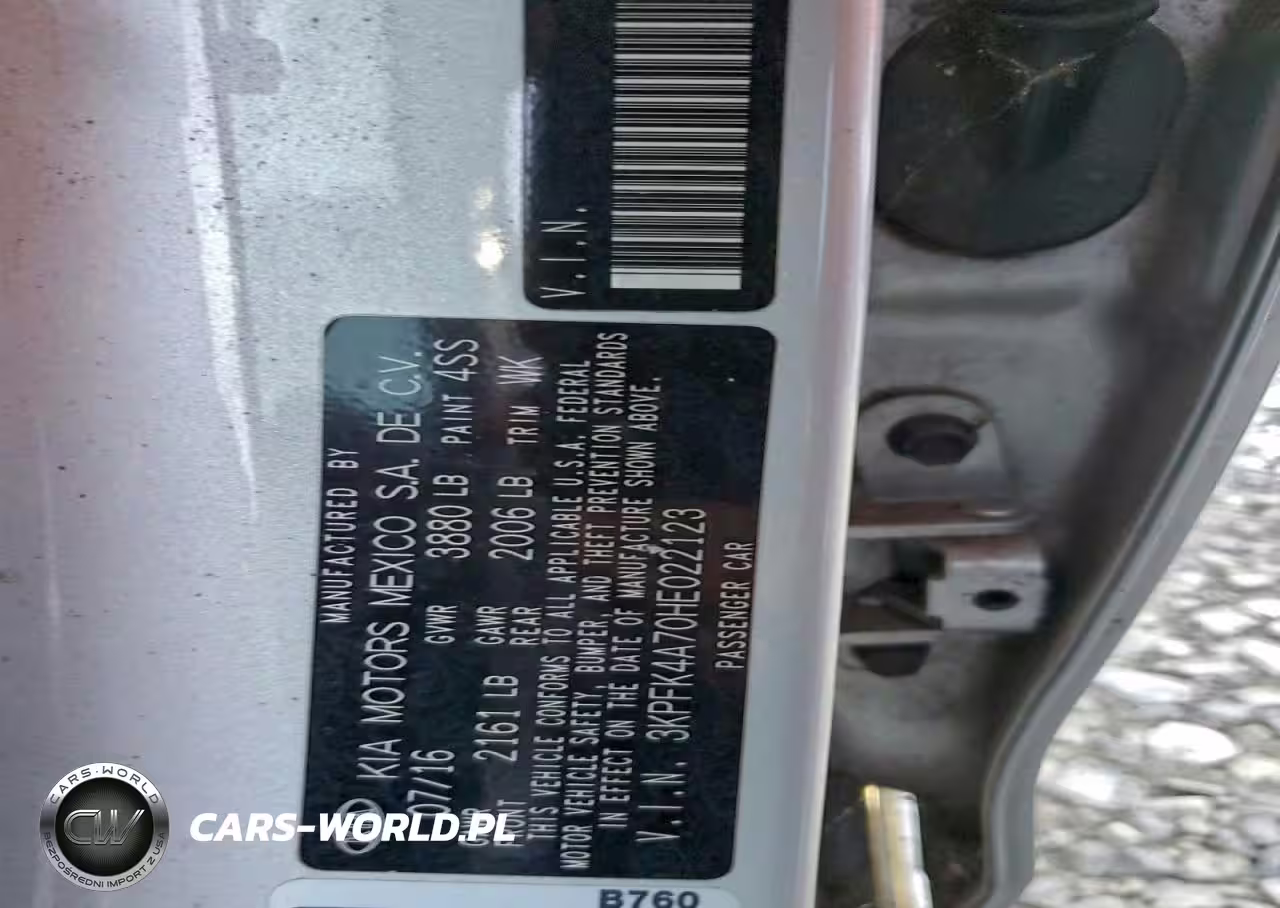 V.I.N.
MANUFACTURED BY
KIA MOTORS MEXICO S.A. DE C.V.
07/16 GVWR 3880 LB PAINT 4SS
GAWR 2161 LB GAWR 2006 LB TRIM WK
FRONT REAR
THIS VEHICLE CONFORMS TO ALL APPLICABLE U.S.A. FEDERAL
MOTOR VEHICLE SAFETY, BUMPER, AND THEFT PREVENTION STANDARDS
IN EFFECT ON THE DATE OF MANUFACTURE SHOWN ABOVE.
V.I.N. 3KPFK4A70HE022123
PASSENGER CAR
B760
CARS-WORLD
CW
BEZPOŚREDNI IMPORT Z USA
CARS-WORLD.PL